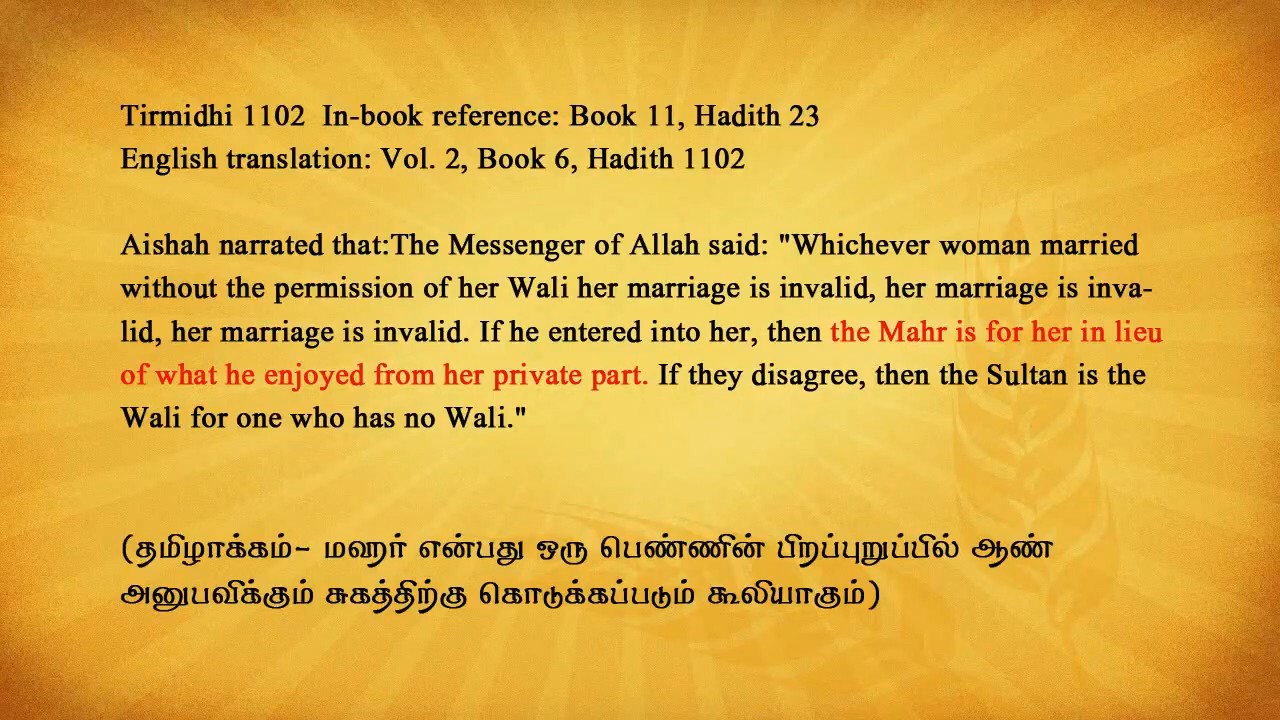 Tirmidhi 1102  In-book reference: Book 11, Hadith 23
English translation: Vol. 2, Book 6, Hadith 1102
Aishah narrated that:The Messenger of Allah said: "Whichever woman married
without the permission of her Wali her marriage is invalid, her marriage is inva-
lid, her marriage is invalid. If he entered into her, then the Mahr is for her in lieu
of what he enjoyed from her private part. If they disagree, then the Sultan is the
Wali for one who has no Wali."
(தமிழாக்கம்- மஹர் என்பது ஒரு பெண்ணின் பிறப்புறுப்பில் ஆண்
அனுபவிக்கும் சுகத்திற்கு கொடுக்கப்படும் கூலியாகும்)